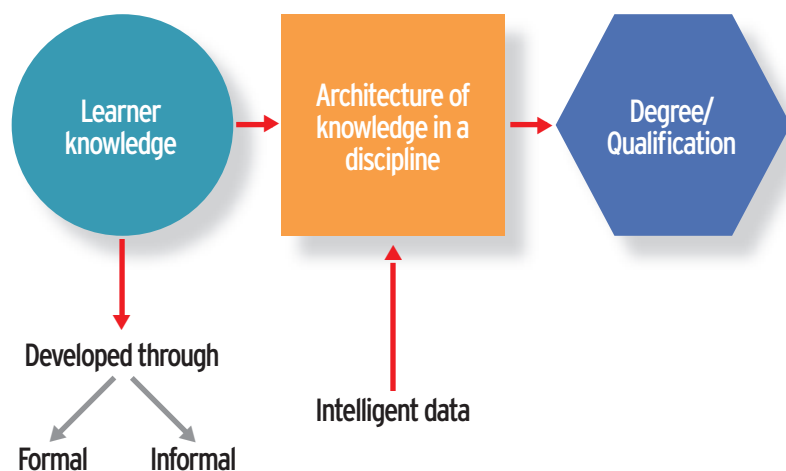 Learner
knowledge
Architecture of
knowledge in a
discipline
Degree/
Qualification
Developed through
Formal
Informal
Intelligent data